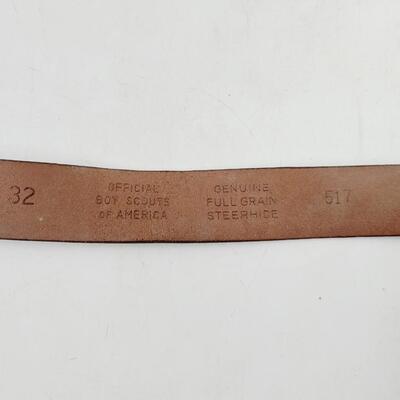 32
OFFICIAL
BOY SCOUTS
OF AMERICA
GENUINE
FULL GRAIN
STEERHIDE
517